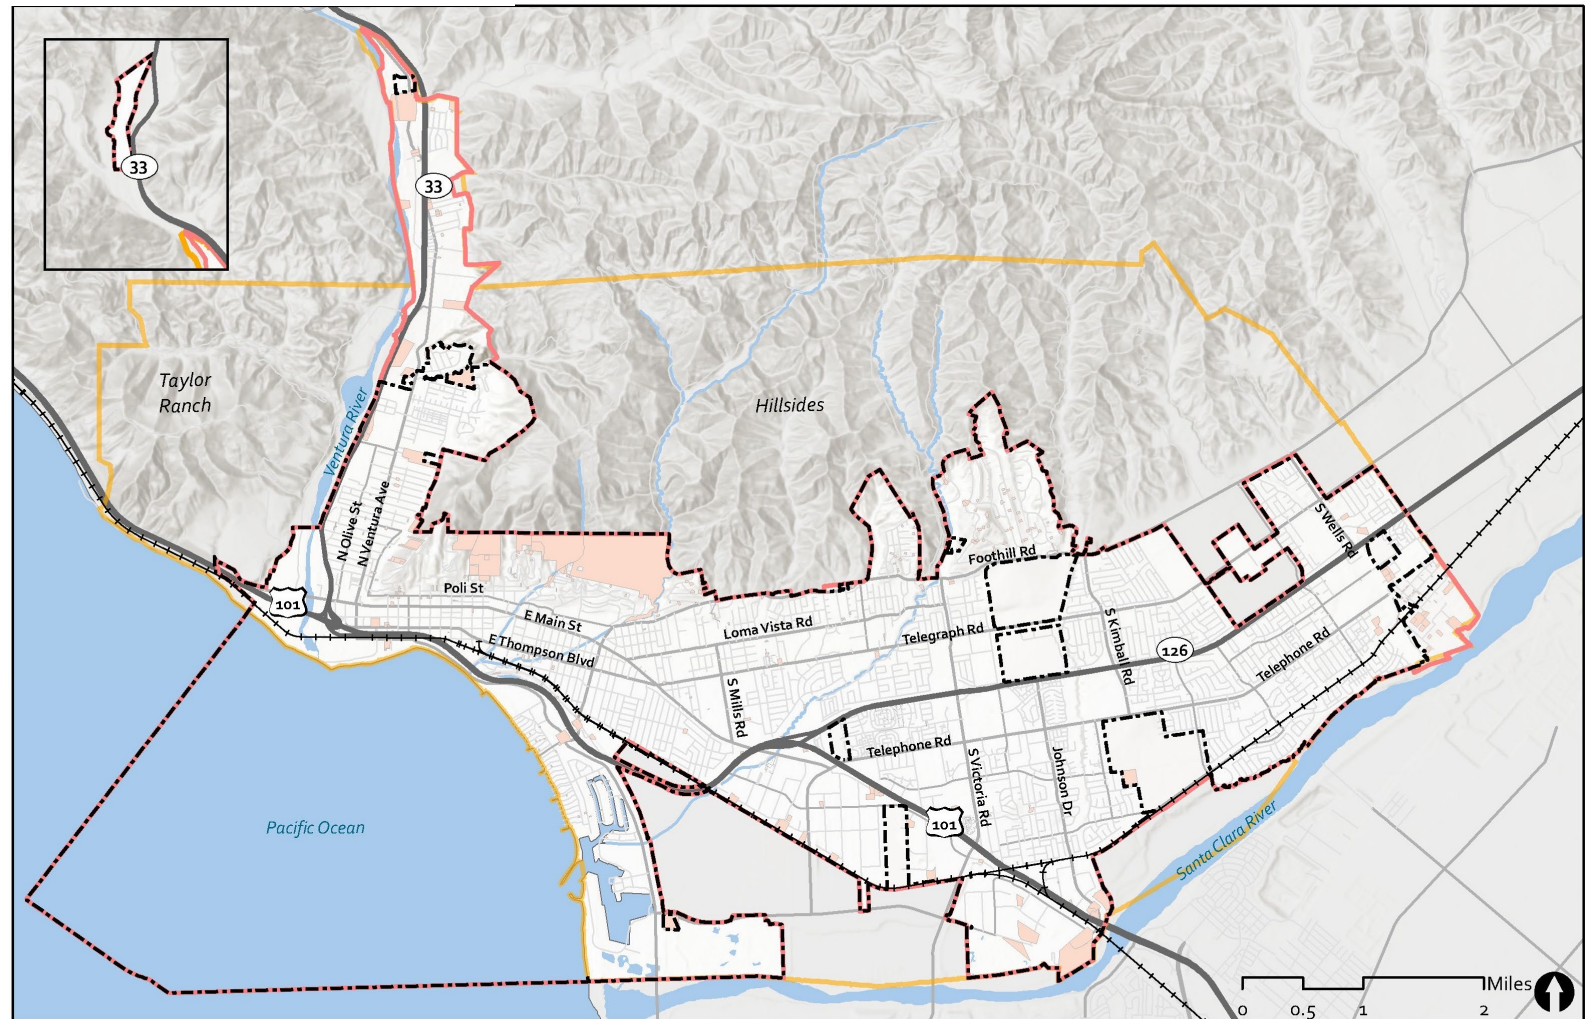 33
33
Taylor
Ranch
Ventura River
Hillsides
N Olive St
N Ventura Ave
S Wells Rd
Foothill Rd
Poli St
101
E Main St
Loma Vista Rd
Telegraph Rd
S Kimball Rd
E Thompson Blvd
126
Telephone Rd
S Mills Rd
Telephone Rd
S Victoria Rd
Johnson Dr
101
Pacific Ocean
Santa Clara River
Miles
0 0.5 1 2